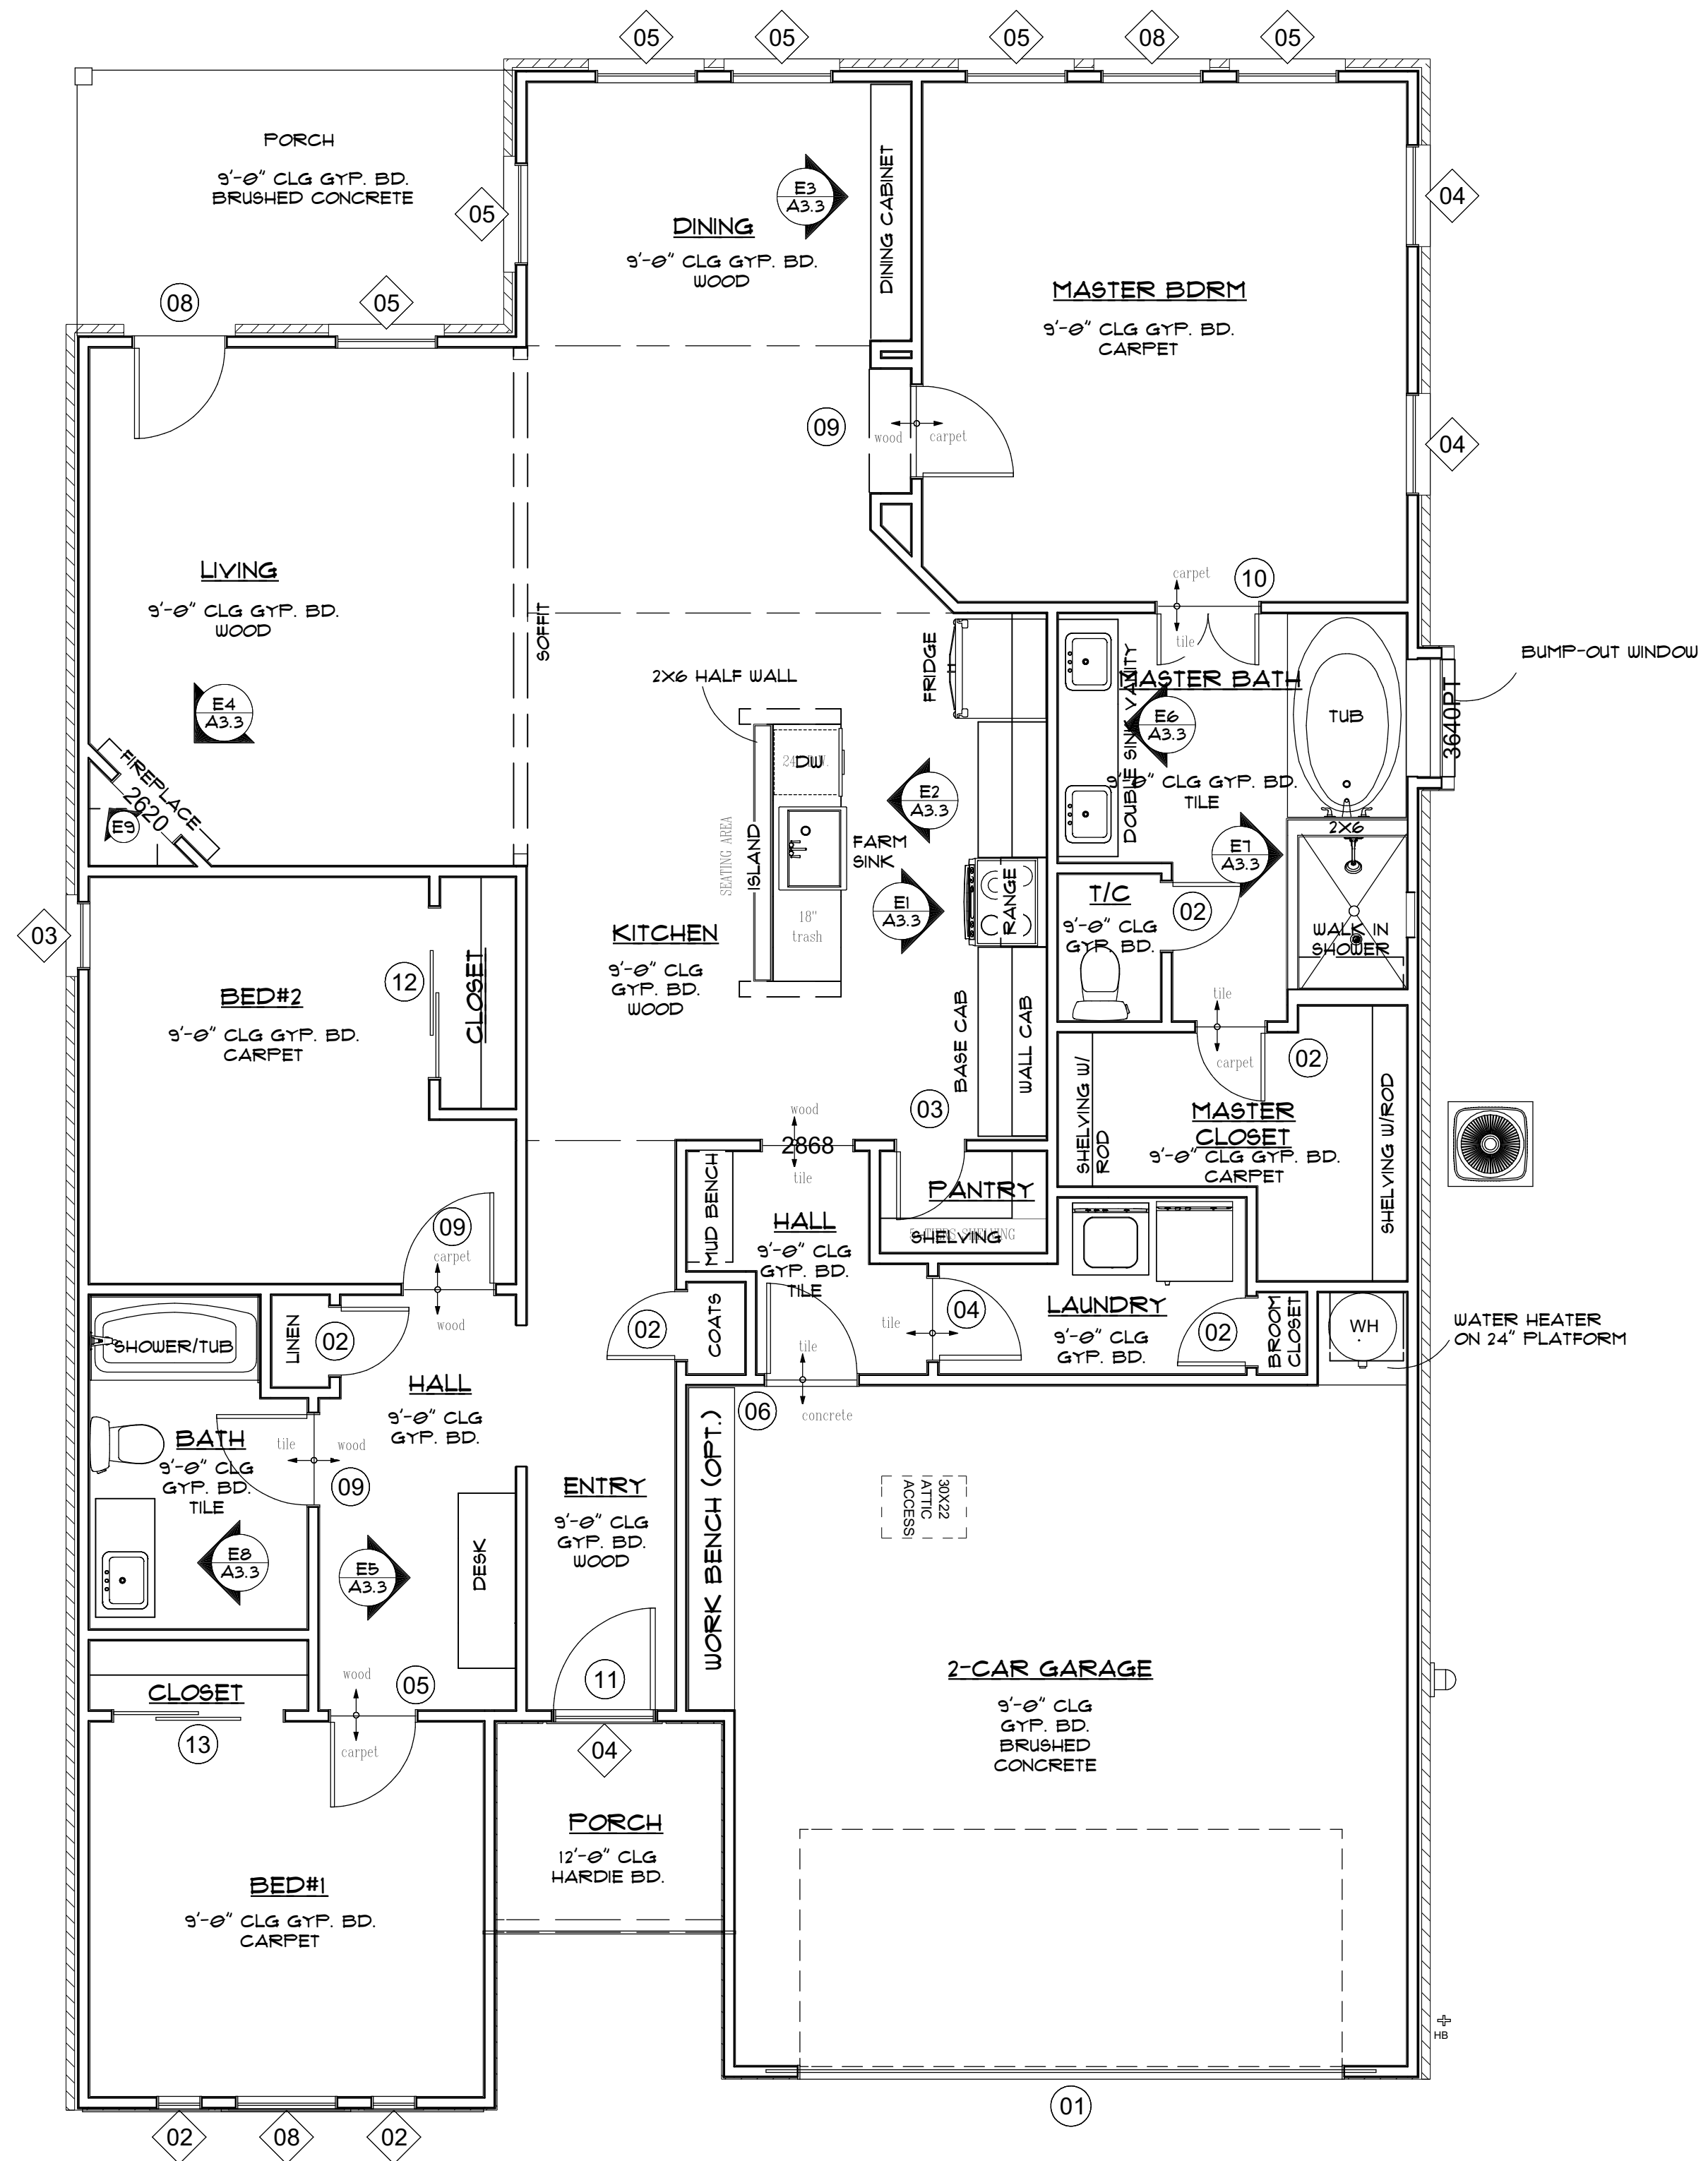 05
05
05
08
05
PORCH
9'-0" CLG GYP. BD.
BRUSHED CONCRETE
05
08
05
DINING
9'-0" CLG GYP. BD.
WOOD
E3
A3.3
DINING CABINET
MASTER BDRM
9'-0" CLG GYP. BD.
CARPET
04
04
09
wood
carpet
LIVING
9'-0" CLG GYP. BD.
WOOD
SOFFIT
E4
A3.3
FIREPLACE
2620
E9
carpet
10
tile
FRIDGE
2X6 HALF WALL
DW
ISLAND
SEATING AREA
FARM
SINK
18"
trash
E2
A3.3
E1
A3.3
RANGE
MASTER BATH
DOUBLE SINK VANITY
E6
A3.3
9'-0" CLG GYP. BD.
TILE
TUB
3640PT
BUMP-OUT WINDOW
2X6
E7
A3.3
WALK IN
SHOWER
T/C
9'-0" CLG
GYP. BD.
02
03
BED#2
9'-0" CLG GYP. BD.
CARPET
12
CLOSET
KITCHEN
9'-0" CLG
GYP. BD.
WOOD
BASE CAB
WALL CAB
03
tile
carpet
02
SHELVING W/
ROD
MASTER
CLOSET
9'-0" CLG GYP. BD.
CARPET
SHELVING W/ROD
wood
2868
tile
MUD BENCH
HALL
9'-0" CLG
GYP. BD.
TILE
PANTRY
SHELVING
09
carpet
wood
SHOWER/TUB
LINEN
02
02
COATS
tile
04
LAUNDRY
9'-0" CLG
GYP. BD.
02
BROOM
CLOSET
WH
WATER HEATER
ON 24" PLATFORM
HALL
9'-0" CLG
GYP. BD.
tile
concrete
06
BATH
9'-0" CLG
GYP. BD.
TILE
tile
wood
09
E8
A3.3
E5
A3.3
DESK
ENTRY
9'-0" CLG
GYP. BD.
WOOD
WORK BENCH (OPT.)
30X22
ATTIC
ACCESS
CLOSET
13
wood
05
carpet
11
04
2-CAR GARAGE
9'-0" CLG
GYP. BD.
BRUSHED
CONCRETE
PORCH
12'-0" CLG
HARDIE BD.
BED#1
9'-0" CLG GYP. BD.
CARPET
HB
01
02
08
02